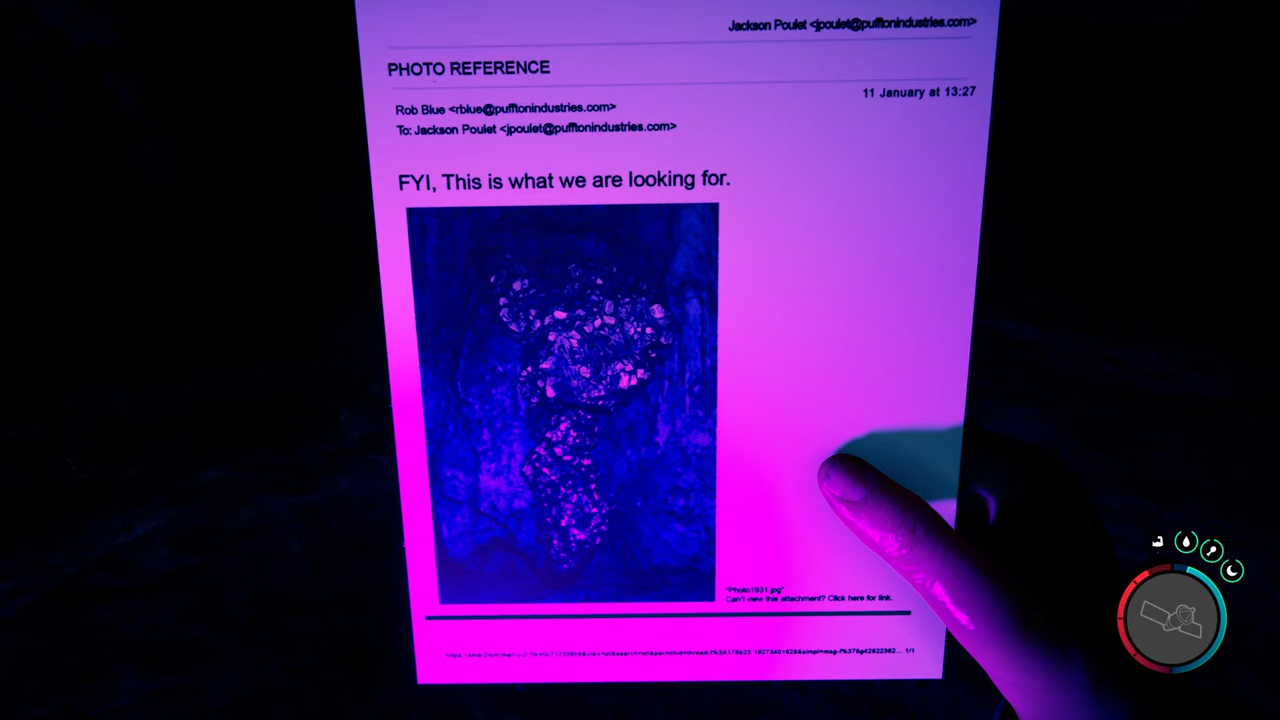 Jackson Poulet <jpoulet@pufftonindustries.com>
PHOTO REFERENCE
11 January at 13:27
Rob Blue <rblue@pufftonindustries.com>
To: Jackson Poulet <jpoulet@pufftonindustries.com>
FYI, This is what we are looking for.
"Photo1931.jpg"
Can't view this attachment? Click here for link.
1/1